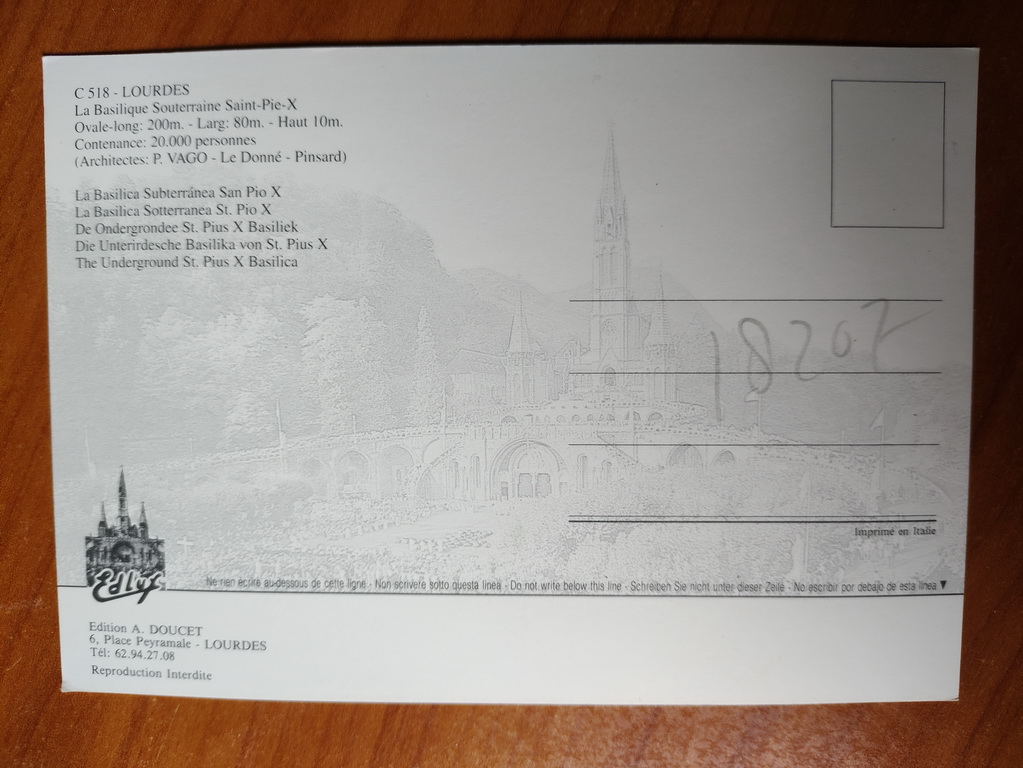 C 518 - LOURDES
La Basilique Souterraine Saint-Pie-X
Ovale-long: 200m. - Larg: 80m. - Haut 10m.
Contenance: 20.000 personnes
(Architectes: P. VAGO - Le Donné - Pinsard)
La Basilica Subterránea San Pio X
La Basilica Sotterranea St. Pio X
De Ondergrondee St. Pius X Basiliek
Die Unterirdesche Basilika von St. Pius X
The Underground St. Pius X Basilica
18207
Imprimé en Italie
Edlux
Ne rien écrire au-dessous de cette ligne - Non scrivere sotto questa linea - Do not write below this line - Schreiben Sie nicht unter dieser Zeile - No escribir por debajo de esta linea ▼
Edition A. DOUCET
6, Place Peyramale - LOURDES
Tél: 62.94.27.08
Reproduction Interdite